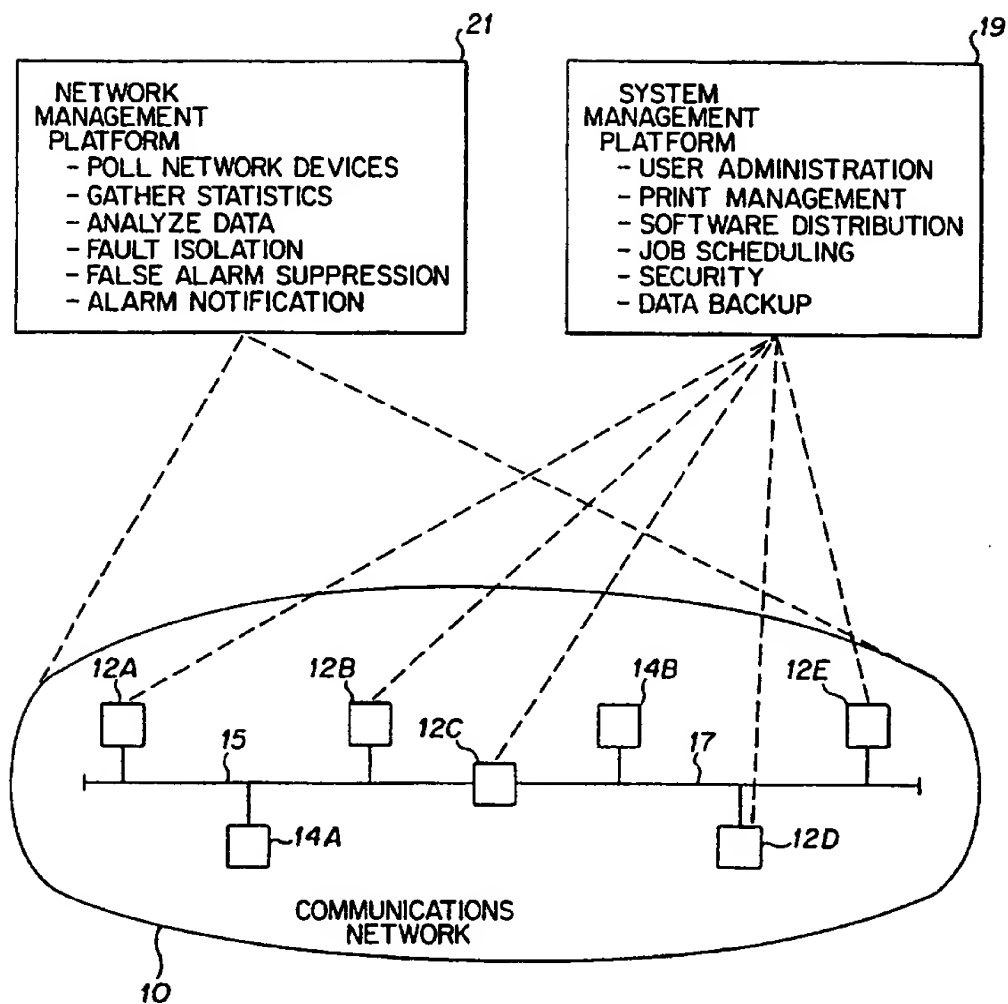 21
19
NETWORK
MANAGEMENT
PLATFORM
- POLL NETWORK DEVICES
- GATHER STATISTICS
- ANALYZE DATA
- FAULT ISOLATION
- FALSE ALARM SUPPRESSION
- ALARM NOTIFICATION
SYSTEM
MANAGEMENT
PLATFORM
- USER ADMINISTRATION
- PRINT MANAGEMENT
- SOFTWARE DISTRIBUTION
- JOB SCHEDULING
- SECURITY
- DATA BACKUP
12A
12B
14B
12E
12C
15
17
14A
12D
COMMUNICATIONS
NETWORK
10